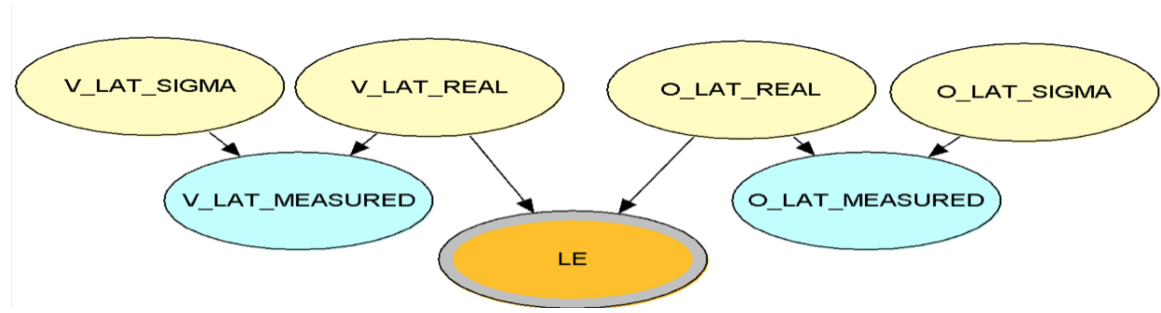 V_LAT_SIGMA
V_LAT_REAL
O_LAT_REAL
O_LAT_SIGMA
V_LAT_MEASURED
O_LAT_MEASURED
LE